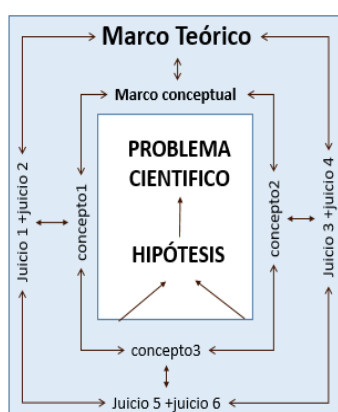 Marco Teórico
Marco conceptual
PROBLEMA
CIENTIFICO
HIPÓTESIS
Juicio 1 +juicio 2
concepto1
concepto2
Juicio 3 +juicio 4
concepto3
Juicio 5 +juicio 6